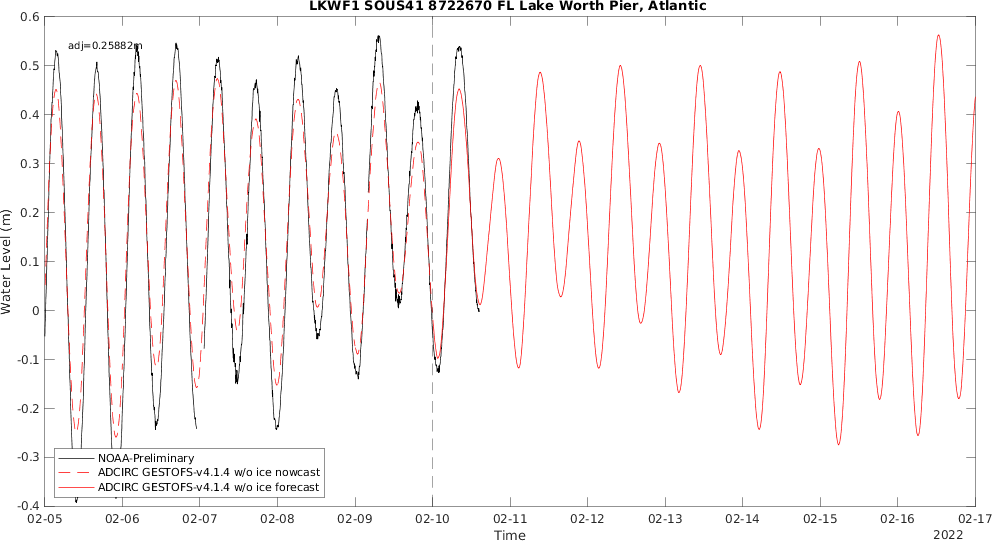 LKWF1 SOUS41 8722670 FL Lake Worth Pier, Atlantic
adj=0.25882m
0.6
0.5
0.4
0.3
0.2
0.1
0
-0.1
-0.2
-0.3
-0.4
Water Level (m)
NOAA-Preliminary
ADCIRC GESTOFS-v4.1.4 w/o ice nowcast
ADCIRC GESTOFS-v4.1.4 w/o ice forecast
02-05 02-06 02-07 02-08 02-09 02-10 02-11 02-12 02-13 02-14 02-15 02-16 02-17
Time
2022